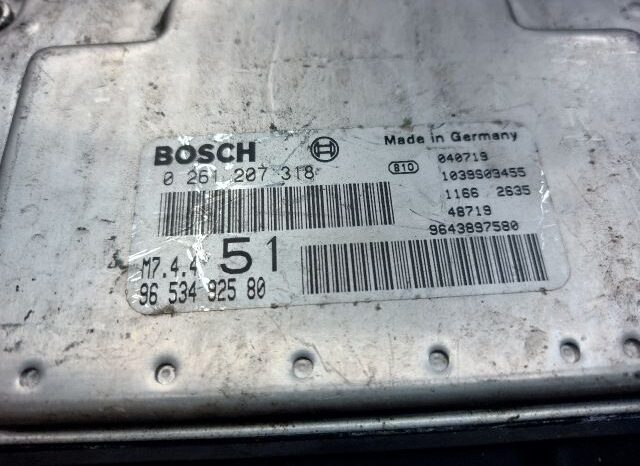 BOSCH
Made in Germany
0 261 207 318
810
040719
1039S03455
1166 2635
48719
9643897580
M7.4.4 51
96 534 925 80